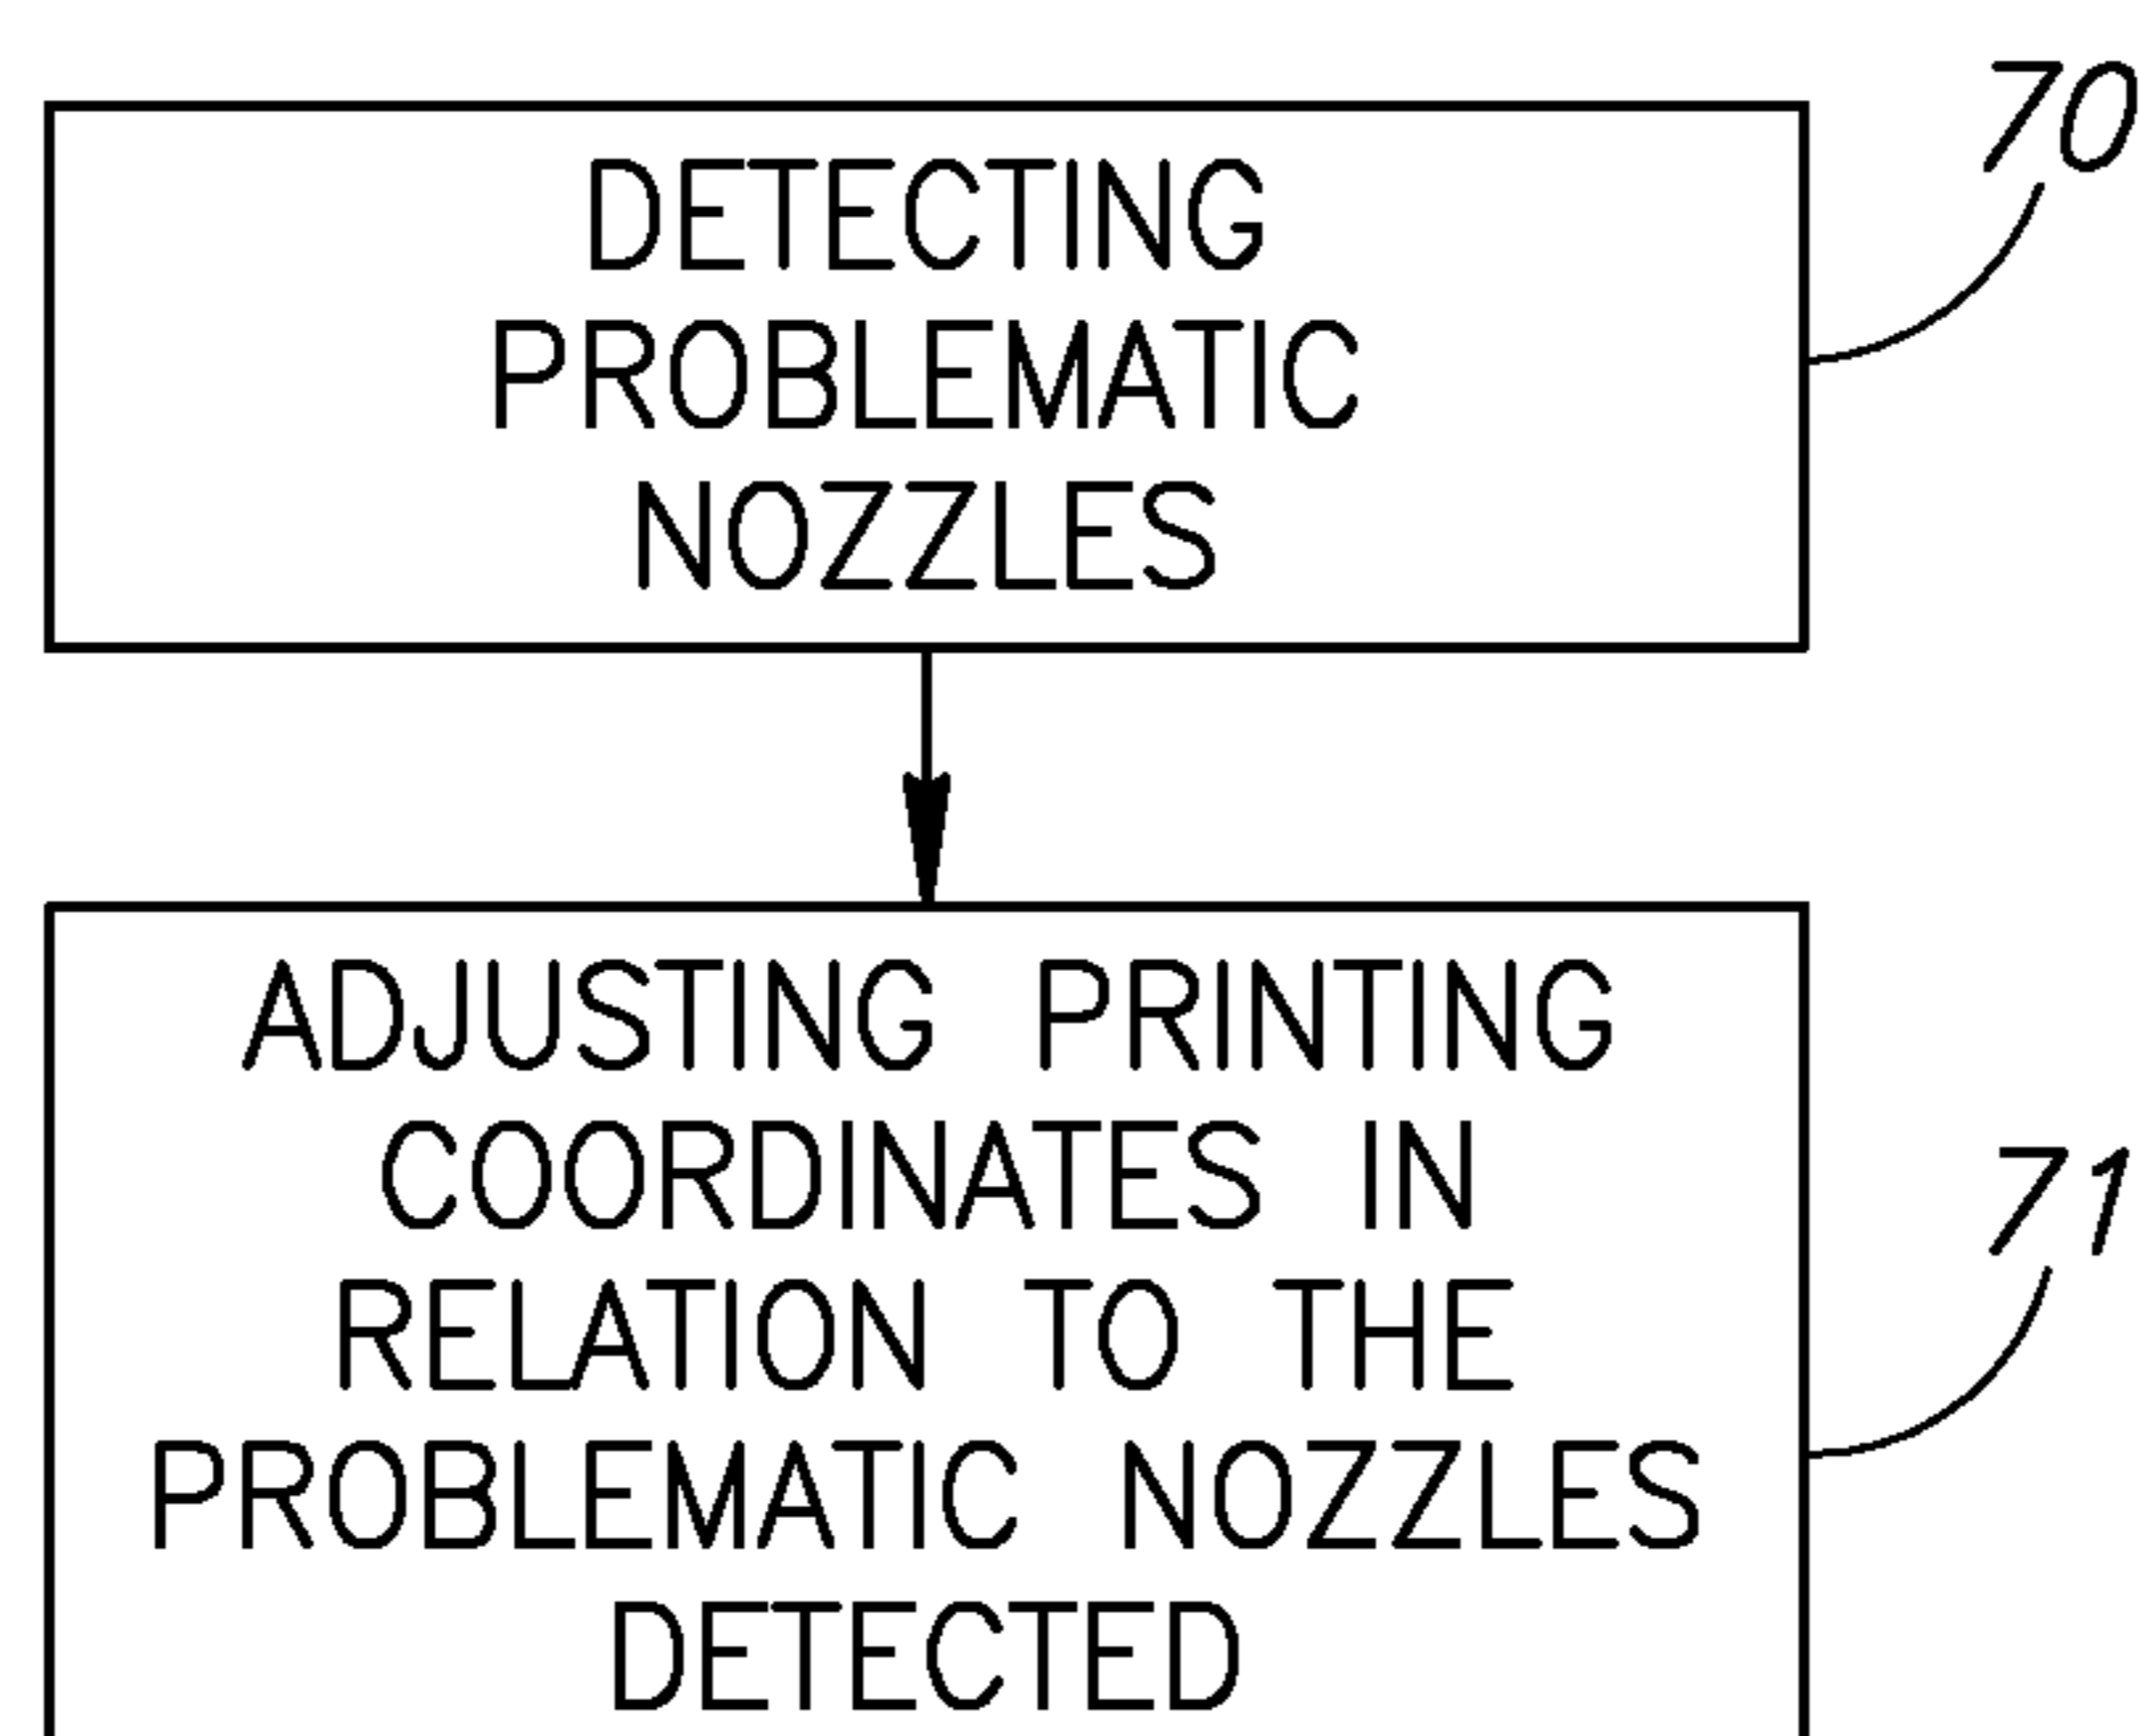 70
DETECTING
PROBLEMATIC
NOZZLES
ADJUSTING PRINTING
COORDINATES IN
RELATION TO THE
PROBLEMATIC NOZZLES
DETECTED
71